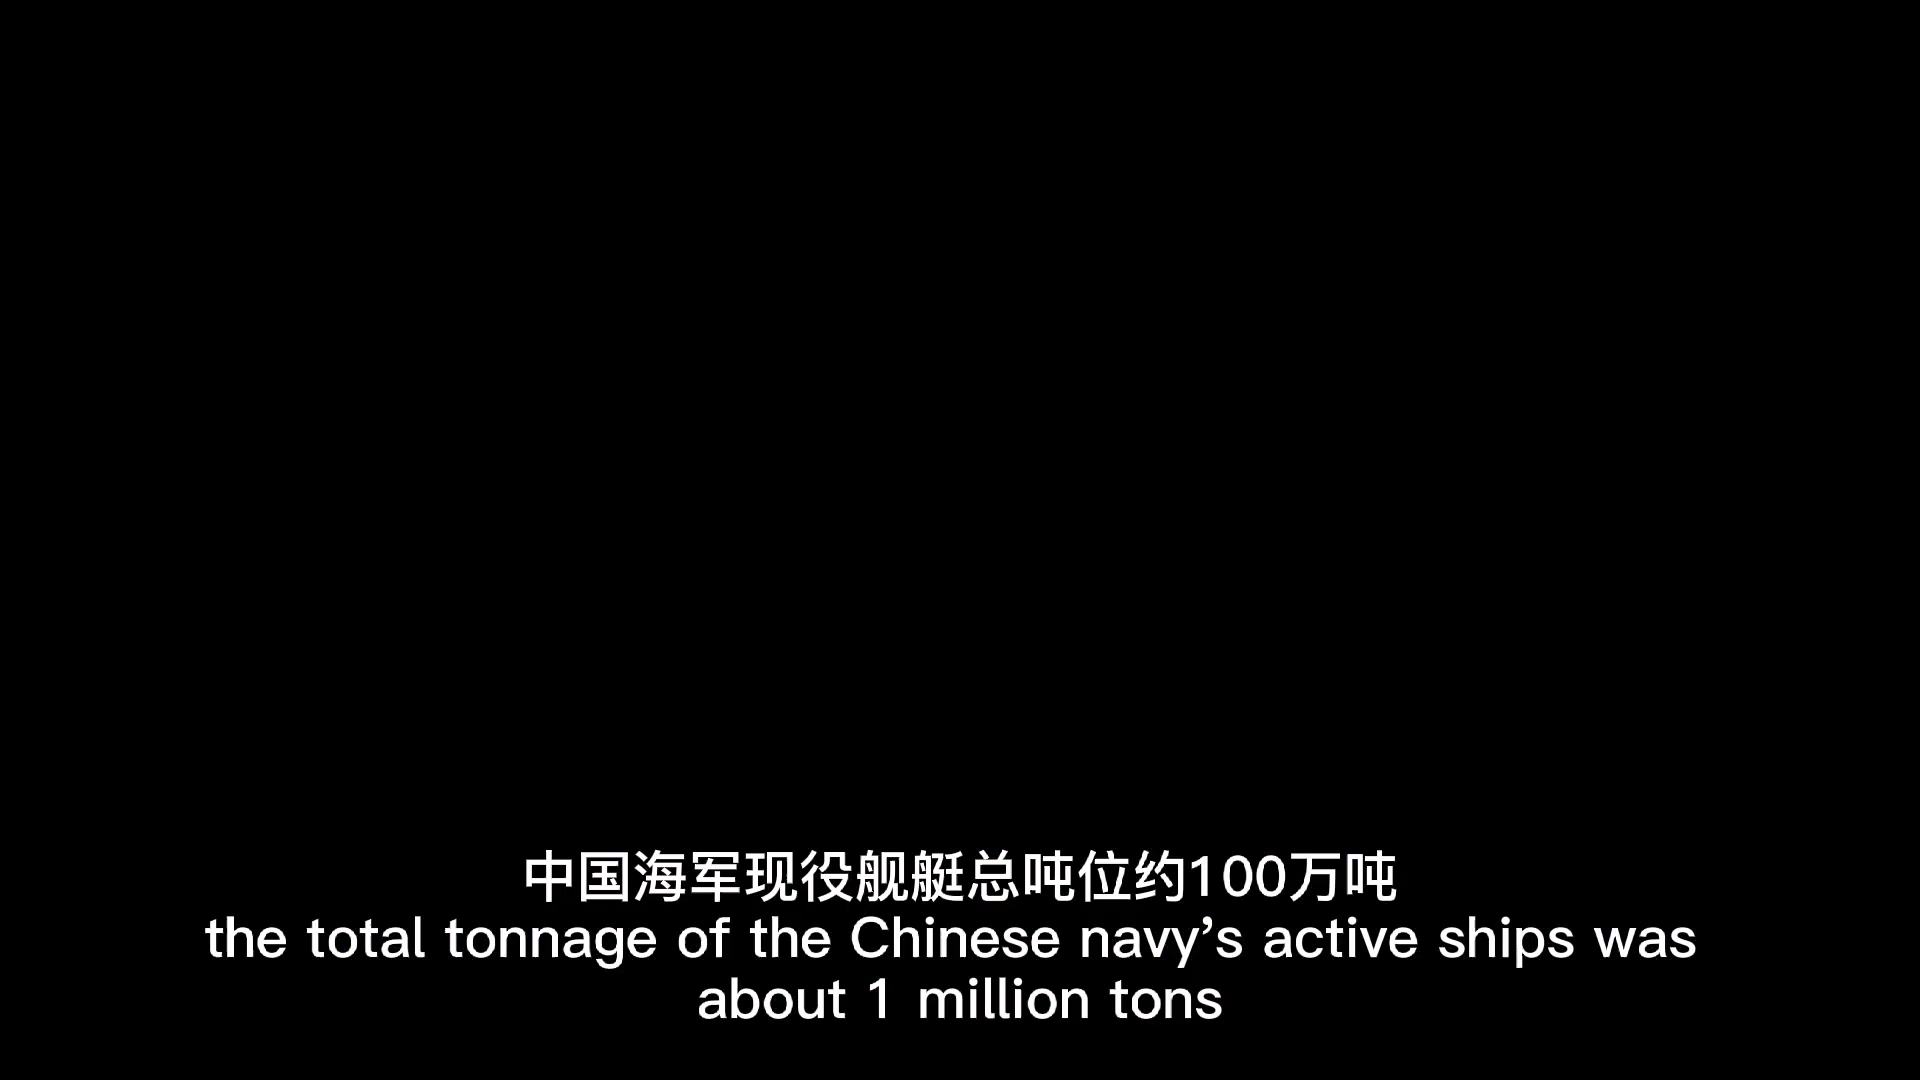 中国海军现役舰艇总吨位约100万吨
the total tonnage of the Chinese navy’s active ships was
about 1 million tons